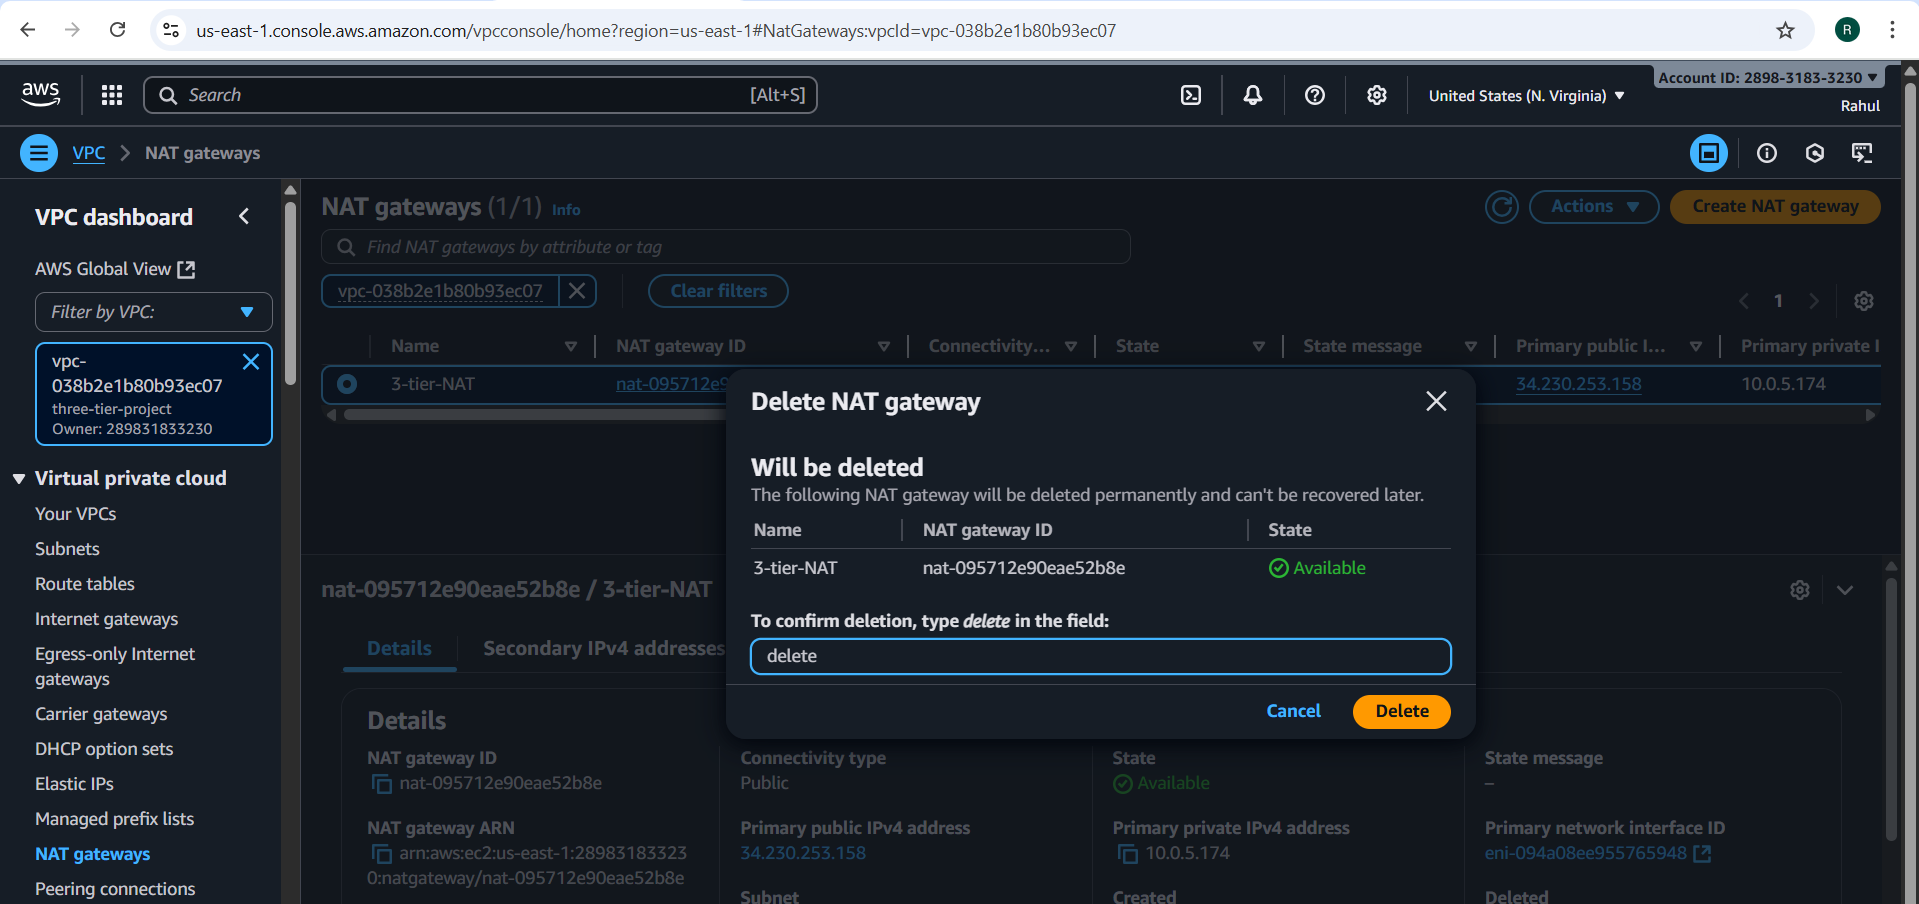 us-east-1.console.aws.amazon.com/vpcconsole/home?region=us-east-1#NatGateways:vpcId=vpc-038b2e1b80b93ec07
R
aws
Search
[Alt+S]
United States (N. Virginia)
Account ID: 2898-3183-3230
Rahul
VPC
NAT gateways
VPC dashboard
AWS Global View
Filter by VPC:
vpc-
038b2e1b80b93ec07
three-tier-project
Owner: 289831833230
Virtual private cloud
Your VPCs
Subnets
Route tables
Internet gateways
Egress-only Internet
gateways
Carrier gateways
DHCP option sets
Elastic IPs
Managed prefix lists
NAT gateways
Peering connections
NAT gateways (1/1) Info
Actions
Create NAT gateway
Find NAT gateways by attribute or tag
vpc-038b2e1b80b93ec07
Clear filters
1
Name
NAT gateway ID
Connectivity...
State
State message
Primary public I...
Primary private I
3-tier-NAT
nat-095712e9
34.230.253.158
10.0.5.174
Delete NAT gateway
Will be deleted
The following NAT gateway will be deleted permanently and can't be recovered later.
Name
NAT gateway ID
State
3-tier-NAT
nat-095712e90eae52b8e
Available
To confirm deletion, type delete in the field:
delete
Cancel
Delete
nat-095712e90eae52b8e / 3-tier-NAT
Details
Secondary IPv4 addresses
Details
NAT gateway ID
nat-095712e90eae52b8e
Connectivity type
Public
State
Available
State message
–
NAT gateway ARN
arn:aws:ec2:us-east-1:28983183323
0:natgateway/nat-095712e90eae52b8e
Primary public IPv4 address
34.230.253.158
Primary private IPv4 address
10.0.5.174
Primary network interface ID
eni-094a08ee955765948
Subnet
Created
Deleted